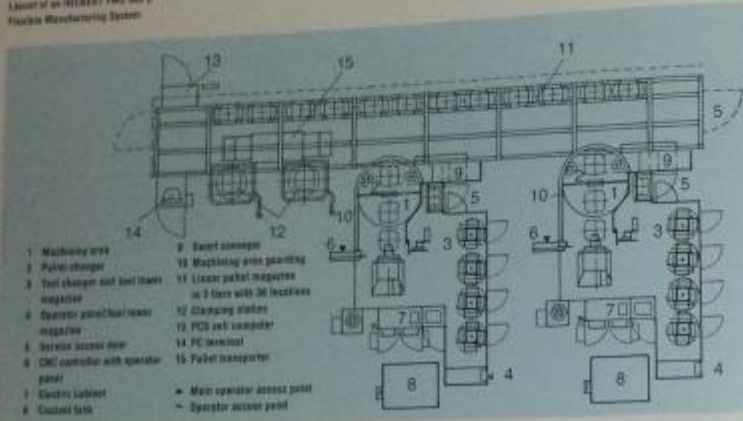 Layout of an HECKERT
Flexible Manufacturing System
13
15
11
5
9
9
10
1
5
10
1
5
14
12
6
3
6
3
7
7
8
4
8
4
1 Machining area
2 Pallet changer
3 Tool changer and tool tower
magazine
4 Operator panel/tool tower
magazine
5 Service access door
6 CNC controller with operator
panel
7 Electric cabinet
8 Coolant tank
9 Swarf conveyor
10 Machining area guarding
11 Linear pallet magazine
in 3 tiers with 36 locations
12 Clamping station
13 PCS cell computer
14 PC terminal
15 Pallet transporter
Main operator access point
Operator access point